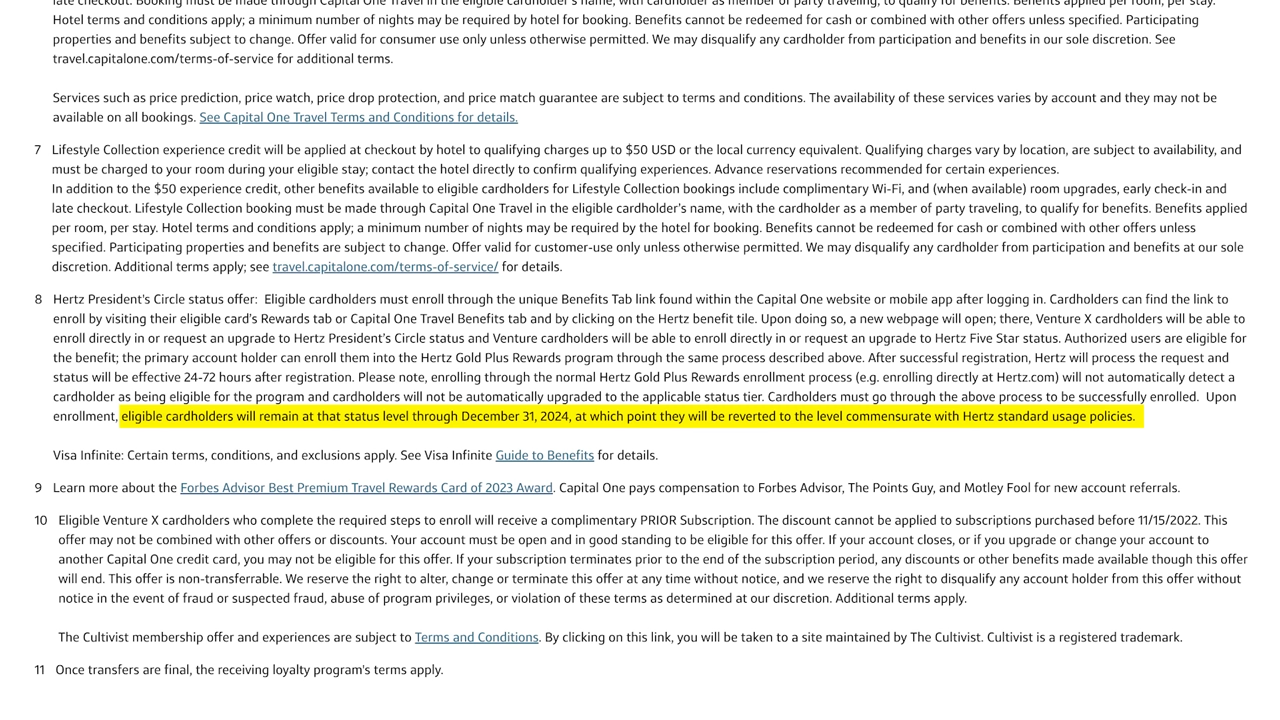 late checkout. Booking must be made through Capital One Travel in the eligible cardholder's name, with cardholder as member of party traveling, to qualify for benefits. Benefits applied per room, per stay.
Hotel terms and conditions apply; a minimum number of nights may be required by hotel for booking. Benefits cannot be redeemed for cash or combined with other offers unless specified. Participating
properties and benefits subject to change. Offer valid for consumer use only unless otherwise permitted. We may disqualify any cardholder from participation and benefits in our sole discretion. See
travel.capitalone.com/terms-of-service for additional terms.
Services such as price prediction, price watch, price drop protection, and price match guarantee are subject to terms and conditions. The availability of these services varies by account and they may not be
available on all bookings. See Capital One Travel Terms and Conditions for details.
7 Lifestyle Collection experience credit will be applied at checkout by hotel to qualifying charges up to $50 USD or the local currency equivalent. Qualifying charges vary by location, are subject to availability, and
must be charged to your room during your eligible stay; contact the hotel directly to confirm qualifying experiences. Advance reservations recommended for certain experiences.
In addition to the $50 experience credit, other benefits available to eligible cardholders for Lifestyle Collection bookings include complimentary Wi-Fi, and (when available) room upgrades, early check-in and
late checkout. Lifestyle Collection booking must be made through Capital One Travel in the eligible cardholder's name, with the cardholder as a member of party traveling, to qualify for benefits. Benefits applied
per room, per stay. Hotel terms and conditions apply; a minimum number of nights may be required by the hotel for booking. Benefits cannot be redeemed for cash or combined with other offers unless
specified. Participating properties and benefits are subject to change. Offer valid for customer-use only unless otherwise permitted. We may disqualify any cardholder from participation and benefits at our sole
discretion. Additional terms apply; see travel.capitalone.com/terms-of-service/ for details.
8 Hertz President's Circle status offer: Eligible cardholders must enroll through the unique Benefits Tab link found within the Capital One website or mobile app after logging in. Cardholders can find the link to
enroll by visiting their eligible card's Rewards tab or Capital One Travel Benefits tab and by clicking on the Hertz benefit tile. Upon doing so, a new webpage will open; there, Venture X cardholders will be able to
enroll directly in or request an upgrade to Hertz President's Circle status and Venture cardholders will be able to enroll directly in or request an upgrade to Hertz Five Star status. Authorized users are eligible for
the benefit; the primary account holder can enroll them into the Hertz Gold Plus Rewards program through the same process described above. After successful registration, Hertz will process the request and
status will be effective 24-72 hours after registration. Please note, enrolling through the normal Hertz Gold Plus Rewards enrollment process (e.g. enrolling directly at Hertz.com) will not automatically detect a
cardholder as being eligible for the program and cardholders will not be automatically upgraded to the applicable status tier. Cardholders must go through the above process to be successfully enrolled. Upon
enrollment, eligible cardholders will remain at that status level through December 31, 2024, at which point they will be reverted to the level commensurate with Hertz standard usage policies.
Visa Infinite: Certain terms, conditions, and exclusions apply. See Visa Infinite Guide to Benefits for details.
9 Learn more about the Forbes Advisor Best Premium Travel Rewards Card of 2023 Award. Capital One pays compensation to Forbes Advisor, The Points Guy, and Motley Fool for new account referrals.
10 Eligible Venture X cardholders who complete the required steps to enroll will receive a complimentary PRIOR Subscription. The discount cannot be applied to subscriptions purchased before 11/15/2022. This
offer may not be combined with other offers or discounts. Your account must be open and in good standing to be eligible for this offer. If your account closes, or if you upgrade or change your account to
another Capital One credit card, you may not be eligible for this offer. If your subscription terminates prior to the end of the subscription period, any discounts or other benefits made available though this offer
will end. This offer is non-transferrable. We reserve the right to alter, change or terminate this offer at any time without notice, and we reserve the right to disqualify any account holder from this offer without
notice in the event of fraud or suspected fraud, abuse of program privileges, or violation of these terms as determined at our discretion. Additional terms apply.
The Cultivist membership offer and experiences are subject to Terms and Conditions. By clicking on this link, you will be taken to a site maintained by The Cultivist. Cultivist is a registered trademark.
11 Once transfers are final, the receiving loyalty program's terms apply.